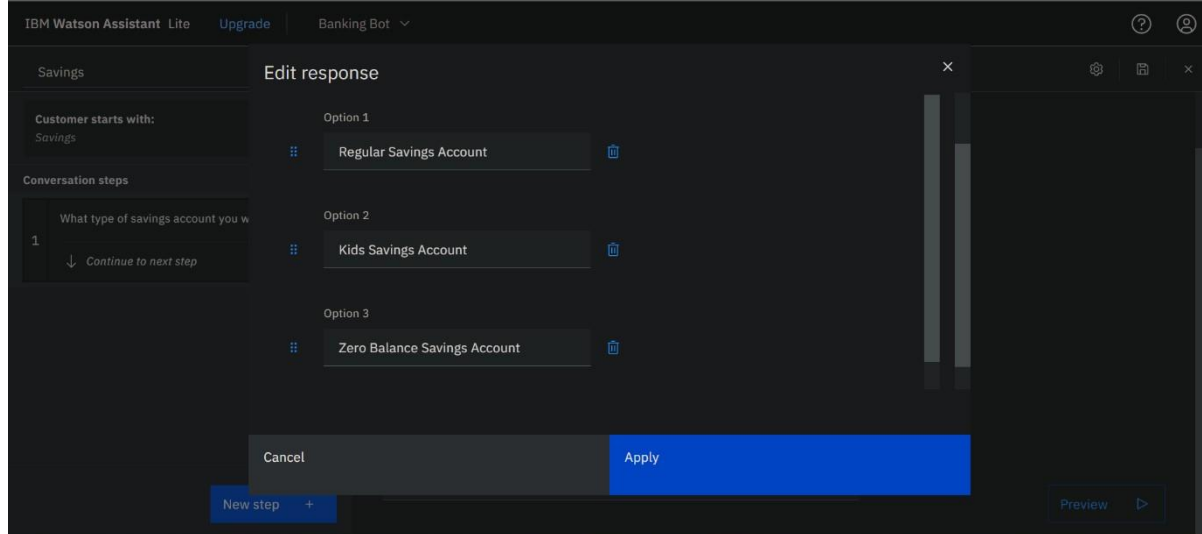 IBM Watson Assistant Lite Upgrade Banking Bot
Savings
Edit response
Customer starts with:
Savings
Conversation steps
1
What type of savings account you w
Continue to next step
Option 1
Regular Savings Account
Option 2
Kids Savings Account
Option 3
Zero Balance Savings Account
Cancel
Apply
New step +
Preview